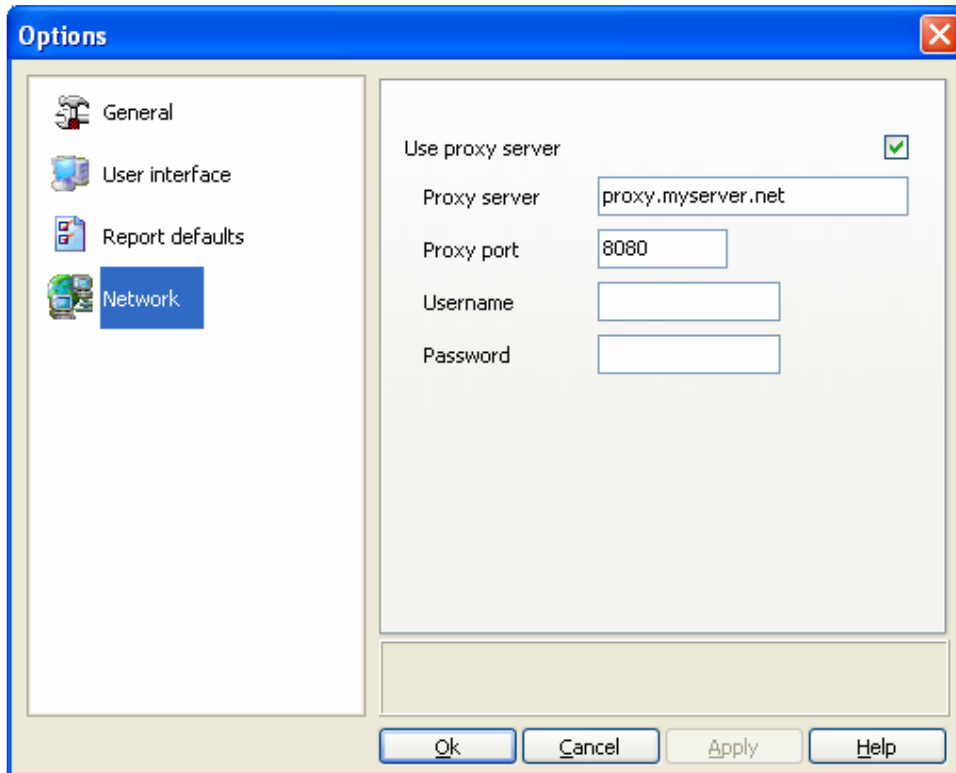 Options
General
User interface
Report defaults
Network
Use proxy server
Proxy server proxy.myserver.net
Proxy port 8080
Username
Password
Ok Cancel Apply Help